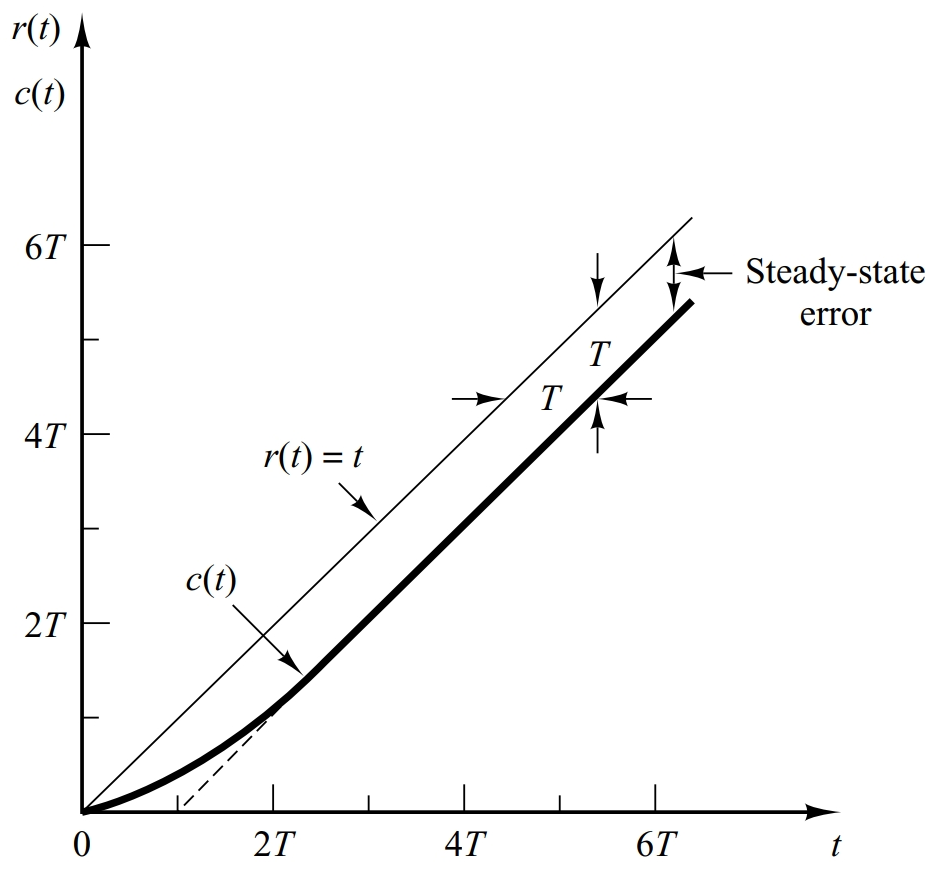 r(t)
c(t)
6T
4T
2T
0
2T
4T
6T
t
r(t) = t
c(t)
T
T
Steady-state
error